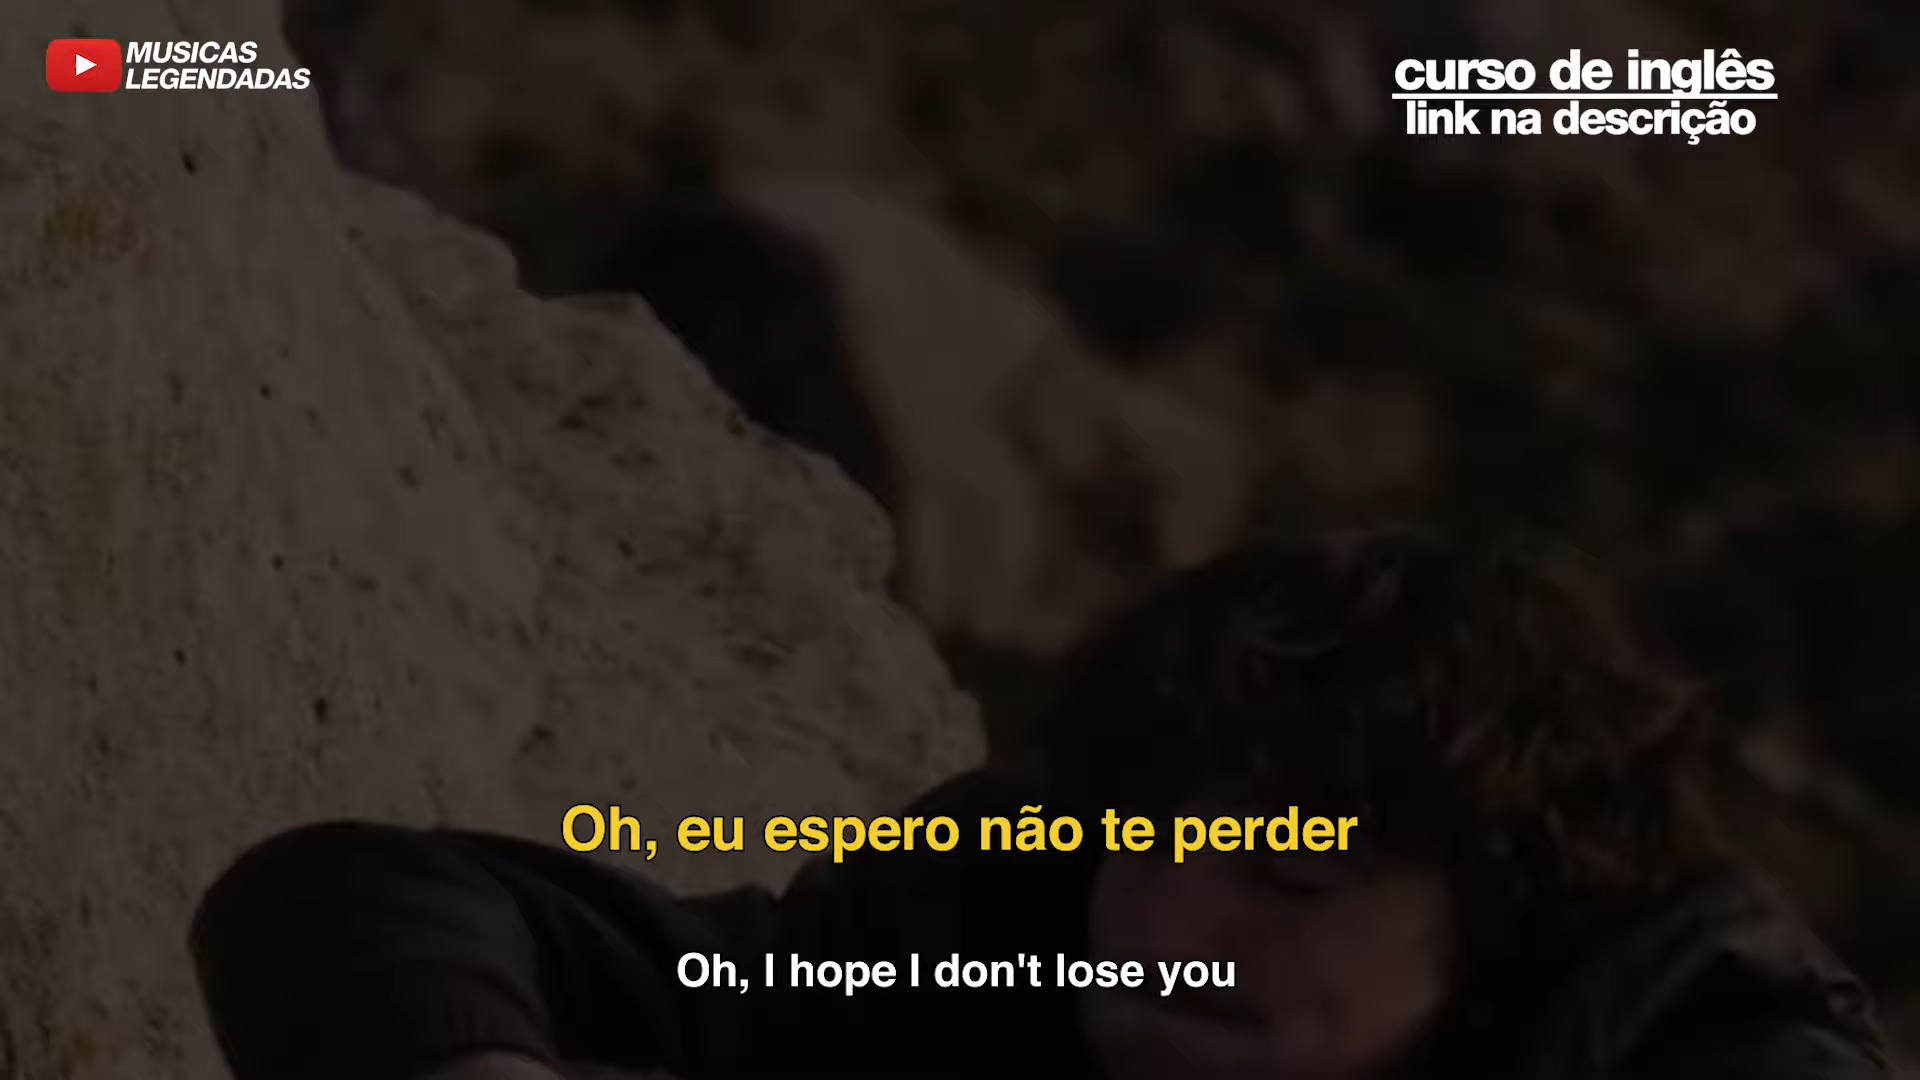 MUSICAS
LEGENDADAS
curso de inglês
link na descrição
Oh, eu espero não te perder
Oh, I hope I don't lose you